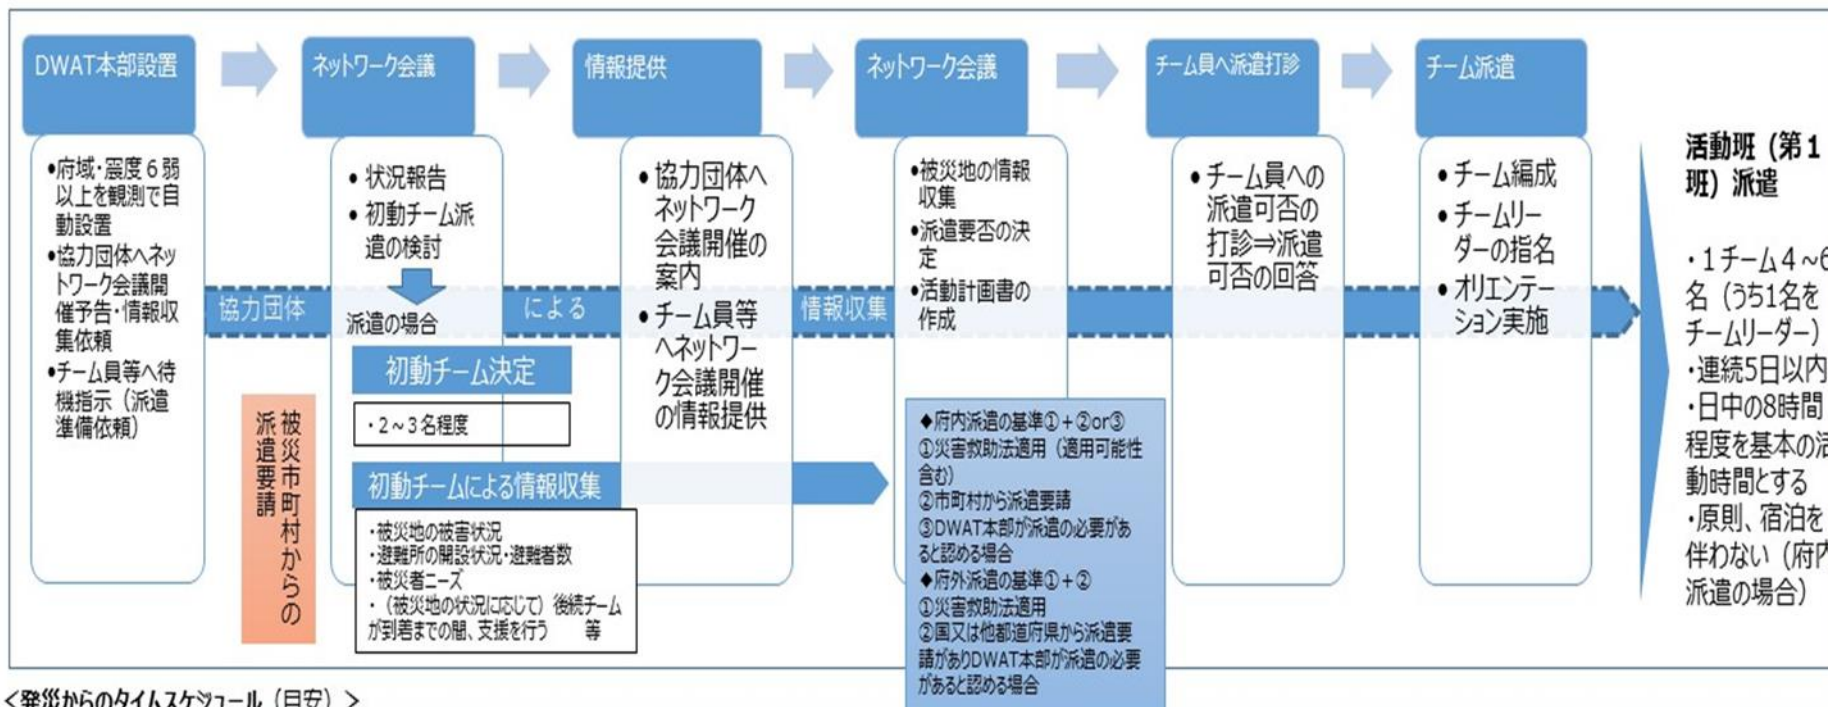 DWAT本部設置
ネットワーク会議
情報提供
ネットワーク会議
チーム員へ派遣打診
チーム派遣
●府域・震度6弱
以上を観測で自
動設置
●協力団体へネッ
トワーク会議開
催予告・情報収
集依頼
●チーム員等へ待
機指示（派遣
準備依頼）
被災市町村からの
派遣要請
● 状況報告
● 初動チーム派
遣の検討
派遣の場合
初動チーム決定
・2～3名程度
初動チームによる情報収集
・被災地の被害状況
・避難所の開設状況・避難者数
・被災者ニーズ
・（被災地の状況に応じて）後続チーム
が到着までの間、支援を行う　　等
協力団体
による
情報収集
● 協力団体へ
ネットワーク
会議開催の
案内
● チーム員等
へネットワー
ク会議開催
の情報提供
●被災地の情報
収集
●派遣要否の決
定
●活動計画書の
作成
◆府内派遣の基準①＋②or③
①災害救助法適用（適用可能性
含む）
②市町村から派遣要請
③DWAT本部が派遣の必要があ
ると認める場合
◆府外派遣の基準①＋②
①災害救助法適用
②国又は他都道府県から派遣要
請がありDWAT本部が派遣の必要
があると認める場合
● チーム員への
派遣可否の
打診⇒派遣
可否の回答
● チーム編成
● チームリー
ダーの指名
● オリエンテー
ション実施
活動班（第１
班）派遣
・１チーム４～6
名（うち1名を
チームリーダー）
・連続5日以内
・日中の8時間
程度を基本の活
動時間とする
・原則、宿泊を
伴わない（府内
派遣の場合）
＜発災からのタイムスケジュール（目安）＞